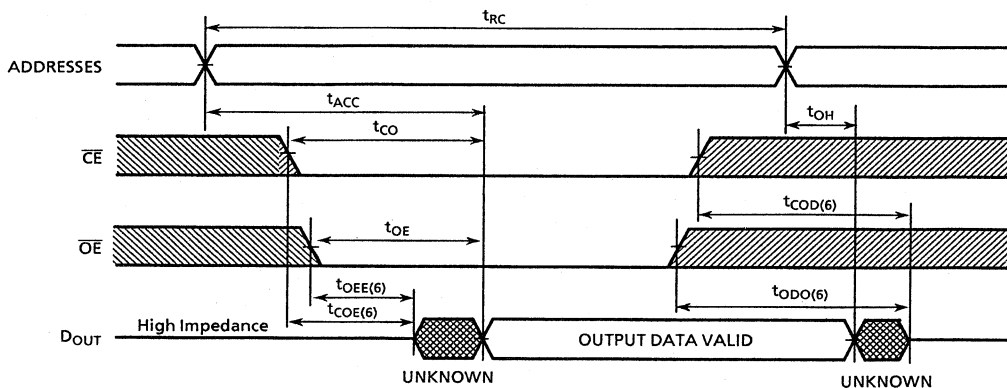 tRC
ADDRESSES
tACC
tCO
tOH
CE
tCOD(6)
tOE
OE
tOEE(6)
tCOE(6)
tODO(6)
High Impedance
DOUT
OUTPUT DATA VALID
UNKNOWN
UNKNOWN